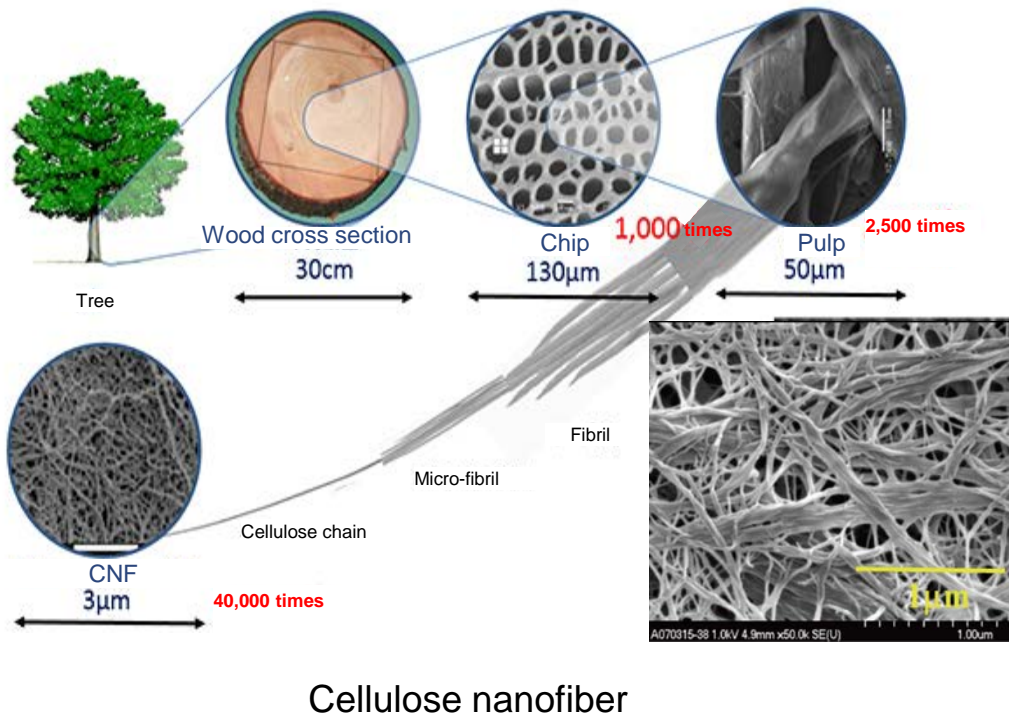 Wood cross section
30cm
Chip
1,000 times
130µm
Pulp
2,500 times
50µm
Tree
Fibril
Micro-fibril
Cellulose chain
CNF
3µm
40,000 times
1µm
A070315-38 1.0kV 4.9mm x50.0k SE(U)
1.00um
Cellulose nanofiber